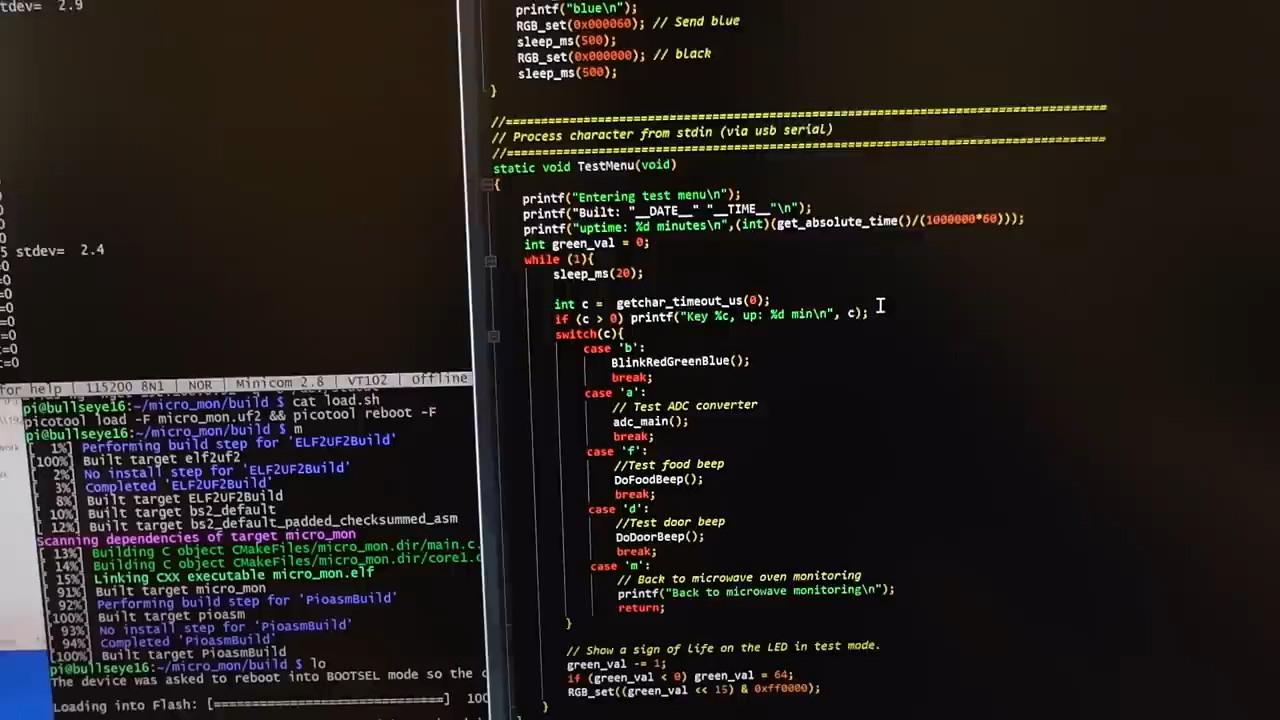 tdev= 2.9
5 stdev= 2.4
=0
=0
=0
=0
=0
=0
t=0
t=0
for help | 115200 8N1 | NOR | Minicom 2.8 | VT102 | Offline
pi@bullseye16:~/micro_mon/build $ cat load.sh
picotool load -F micro_mon.uf2 && picotool reboot -F
pi@bullseye16:~/micro_mon/build $ m
[ 1%] Performing build step for 'ELF2UF2Build'
[100%] Built target elf2uf2
[ 2%] No install step for 'ELF2UF2Build'
[ 3%] Completed 'ELF2UF2Build'
[ 8%] Built target ELF2UF2Build
[ 10%] Built target bs2_default
[ 12%] Built target bs2_default_padded_checksummed_asm
Scanning dependencies of target micro_mon
[ 13%] Building C object CMakeFiles/micro_mon.dir/main.c.
[ 14%] Building C object CMakeFiles/micro_mon.dir/core1.c
[ 15%] Linking CXX executable micro_mon.elf
[ 91%] Built target micro_mon
[ 92%] Performing build step for 'PioasmBuild'
[100%] Built target pioasm
[ 93%] No install step for 'PioasmBuild'
[ 94%] Completed 'PioasmBuild'
[100%] Built target PioasmBuild
pi@bullseye16:~/micro_mon/build $ lo
The device was asked to reboot into BOOTSEL mode so the c
Loading into Flash: [==============================] 100
printf("blue\n");
RGB_set(0x000060); // Send blue
sleep_ms(500);
RGB_set(0x000000); // black
sleep_ms(500);
}
//===================================================================================
// Process character from stdin (via usb serial)
//===================================================================================
static void TestMenu(void)
{
printf("Entering test menu\n");
printf("Built: "__DATE__" "__TIME__"\n");
printf("uptime: %d minutes\n",(int)(get_absolute_time()/(1000000*60)));
int green_val = 0;
while (1){
sleep_ms(20);
int c = getchar_timeout_us(0);
if (c > 0) printf("Key %c, up: %d min\n", c);
switch(c){
case 'b':
BlinkRedGreenBlue();
break;
case 'a':
// Test ADC converter
adc_main();
break;
case 'f':
//Test food beep
DoFoodBeep();
break;
case 'd':
//Test door beep
DoDoorBeep();
break;
case 'm':
// Back to microwave oven monitoring
printf("Back to microwave monitoring\n");
return;
}
// Show a sign of Life on the LED in test mode.
green_val -= 1;
if (green_val < 0) green_val = 64;
RGB_set((green_val << 15) & 0xff0000);
}